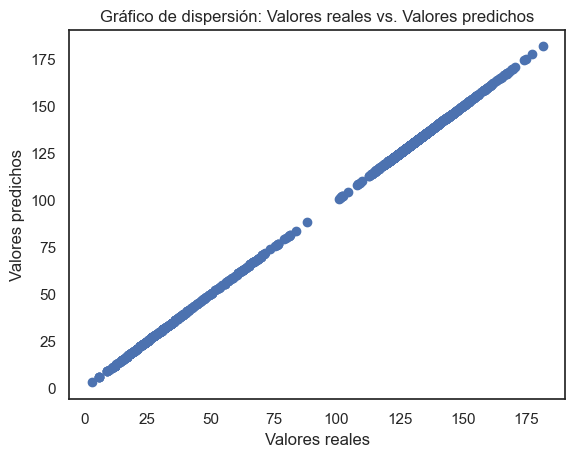 Gráfico de dispersión: Valores reales vs. Valores predichos
Valores predichos
175
150
125
100
75
50
25
0
0 25 50 75 100 125 150 175
Valores reales